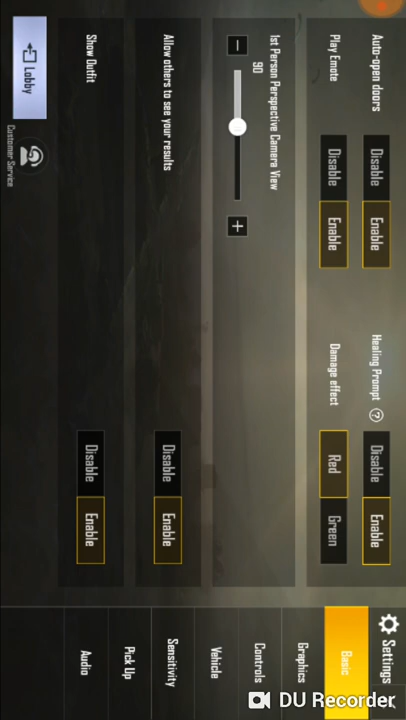 Auto-open doors
Disable
Enable
Healing Prompt ?
Disable
Enable
Play Emote
Disable
Enable
Damage effect
Red
Green
1st Person Perspective Camera View
90
Allow others to see your results
Disable
Enable
Show Outfit
Disable
Enable
Lobby
Customer Service
Settings
Basic
Graphics
Controls
Vehicle
Sensitivity
Pick Up
Audio
DU Recorder